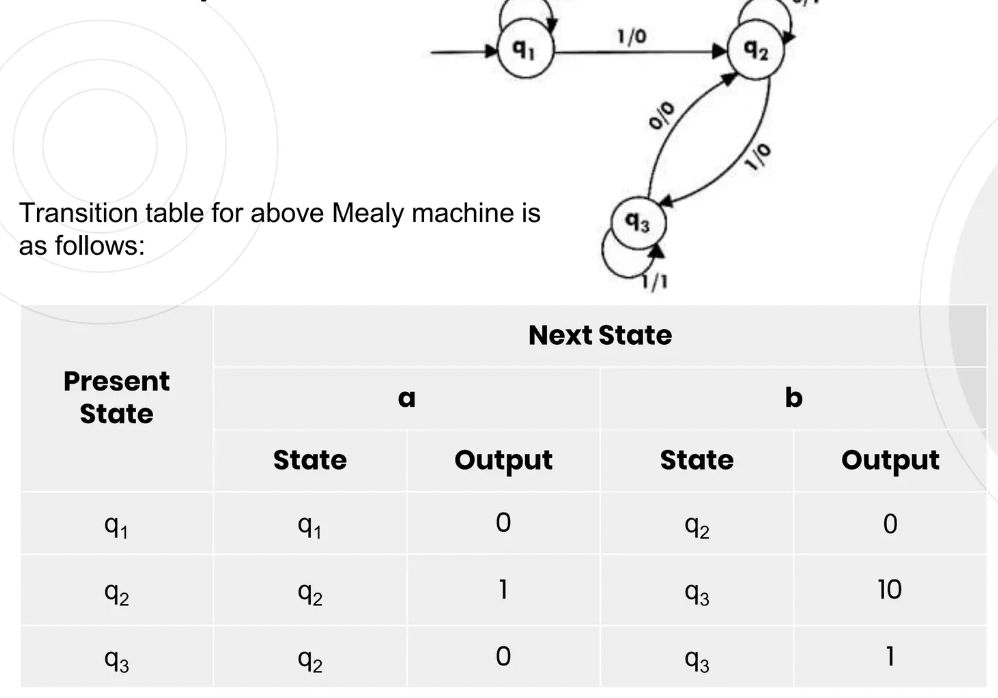 q1
1/0
q2
0/0
1/0
q3
1/1
Transition table for above Mealy machine is
as follows:
Present
State
Next State
a
b
State
Output
State
Output
q1
q1
0
q2
0
q2
q2
1
q3
10
q3
q2
0
q3
1